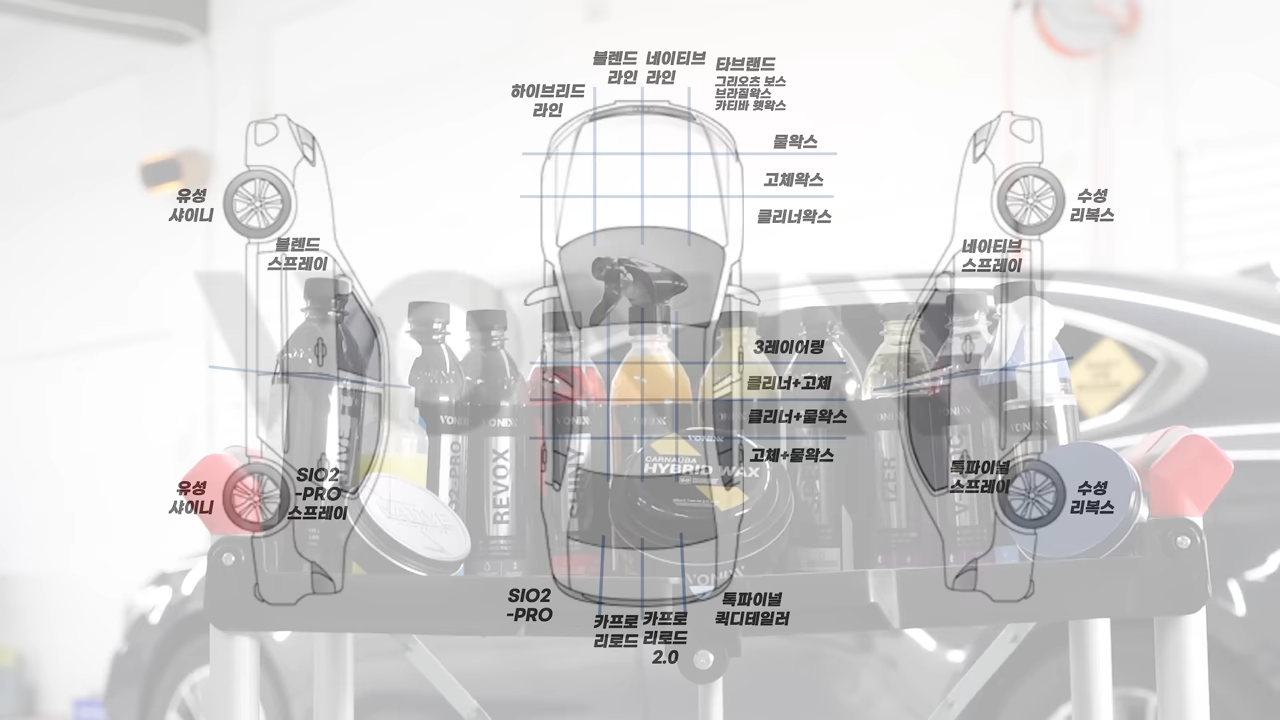 블렌드
라인
네이티브
라인
타브랜드
그리오츠 보스
브라질왁스
카티바 웻왁스
하이브리드
라인
물왁스
고체왁스
클리너왁스
유성
샤이니
수성
리복스
블렌드
스프레이
네이티브
스프레이
3레이어링
클리너+고체
클리너+물왁스
고체+물왁스
VONIXX
VONIXX
REVOX
CARNAÚBA
HYBRID WAX
SIO2
-PRO
스프레이
톡파이널
스프레이
유성
샤이니
수성
리복스
SIO2
-PRO
카프로
리로드
카프로
리로드
2.0
톡파이널
퀵디테일러